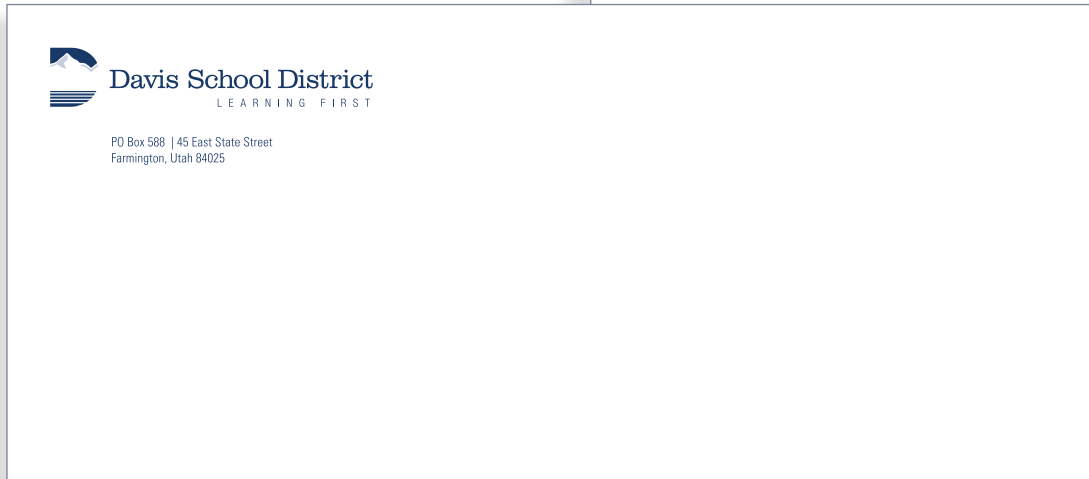 Davis School District
LEARNING FIRST
PO Box 588 | 45 East State Street
Farmington, Utah 84025